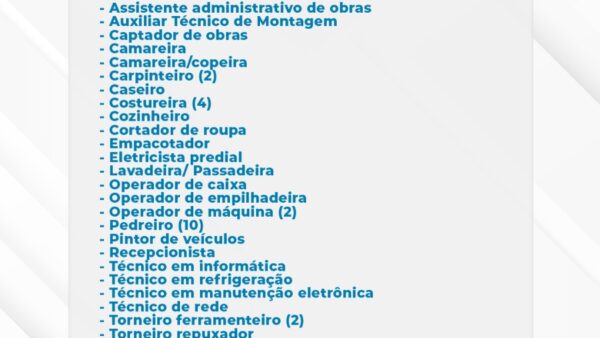 - Assistente administrativo de obras
- Auxiliar Técnico de Montagem
- Captador de obras
- Camareira
- Camareira/copeira
- Carpinteiro (2)
- Caseiro
- Costureira (4)
- Cozinheiro
- Cortador de roupa
- Empacotador
- Eletricista predial
- Lavadeira/ Passadeira
- Operador de caixa
- Operador de empilhadeira
- Operador de máquina (2)
- Pedreiro (10)
- Pintor de veículos
- Recepcionista
- Técnico em informática
- Técnico em refrigeração
- Técnico em manutenção eletrônica
- Técnico de rede
- Torneiro ferramenteiro (2)
- Torneiro repuxador